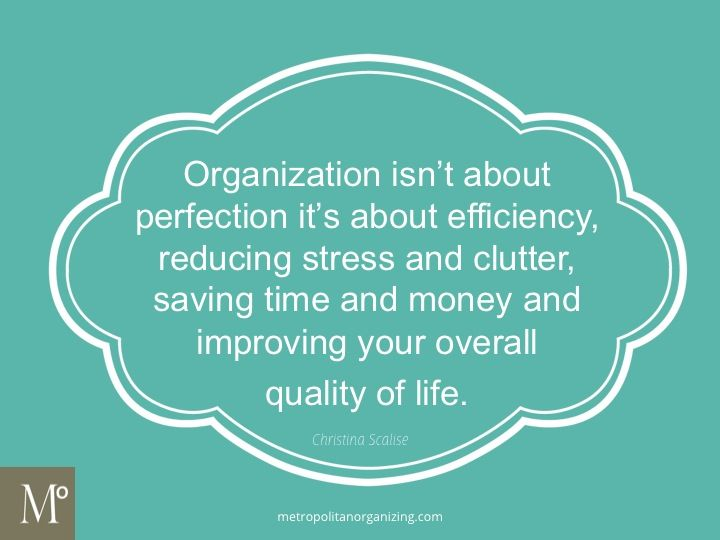 Organization isn’t about
perfection it’s about efficiency,
reducing stress and clutter,
saving time and money and
improving your overall
quality of life.
Christina Scalise
Mo
metropolitanorganizing.com